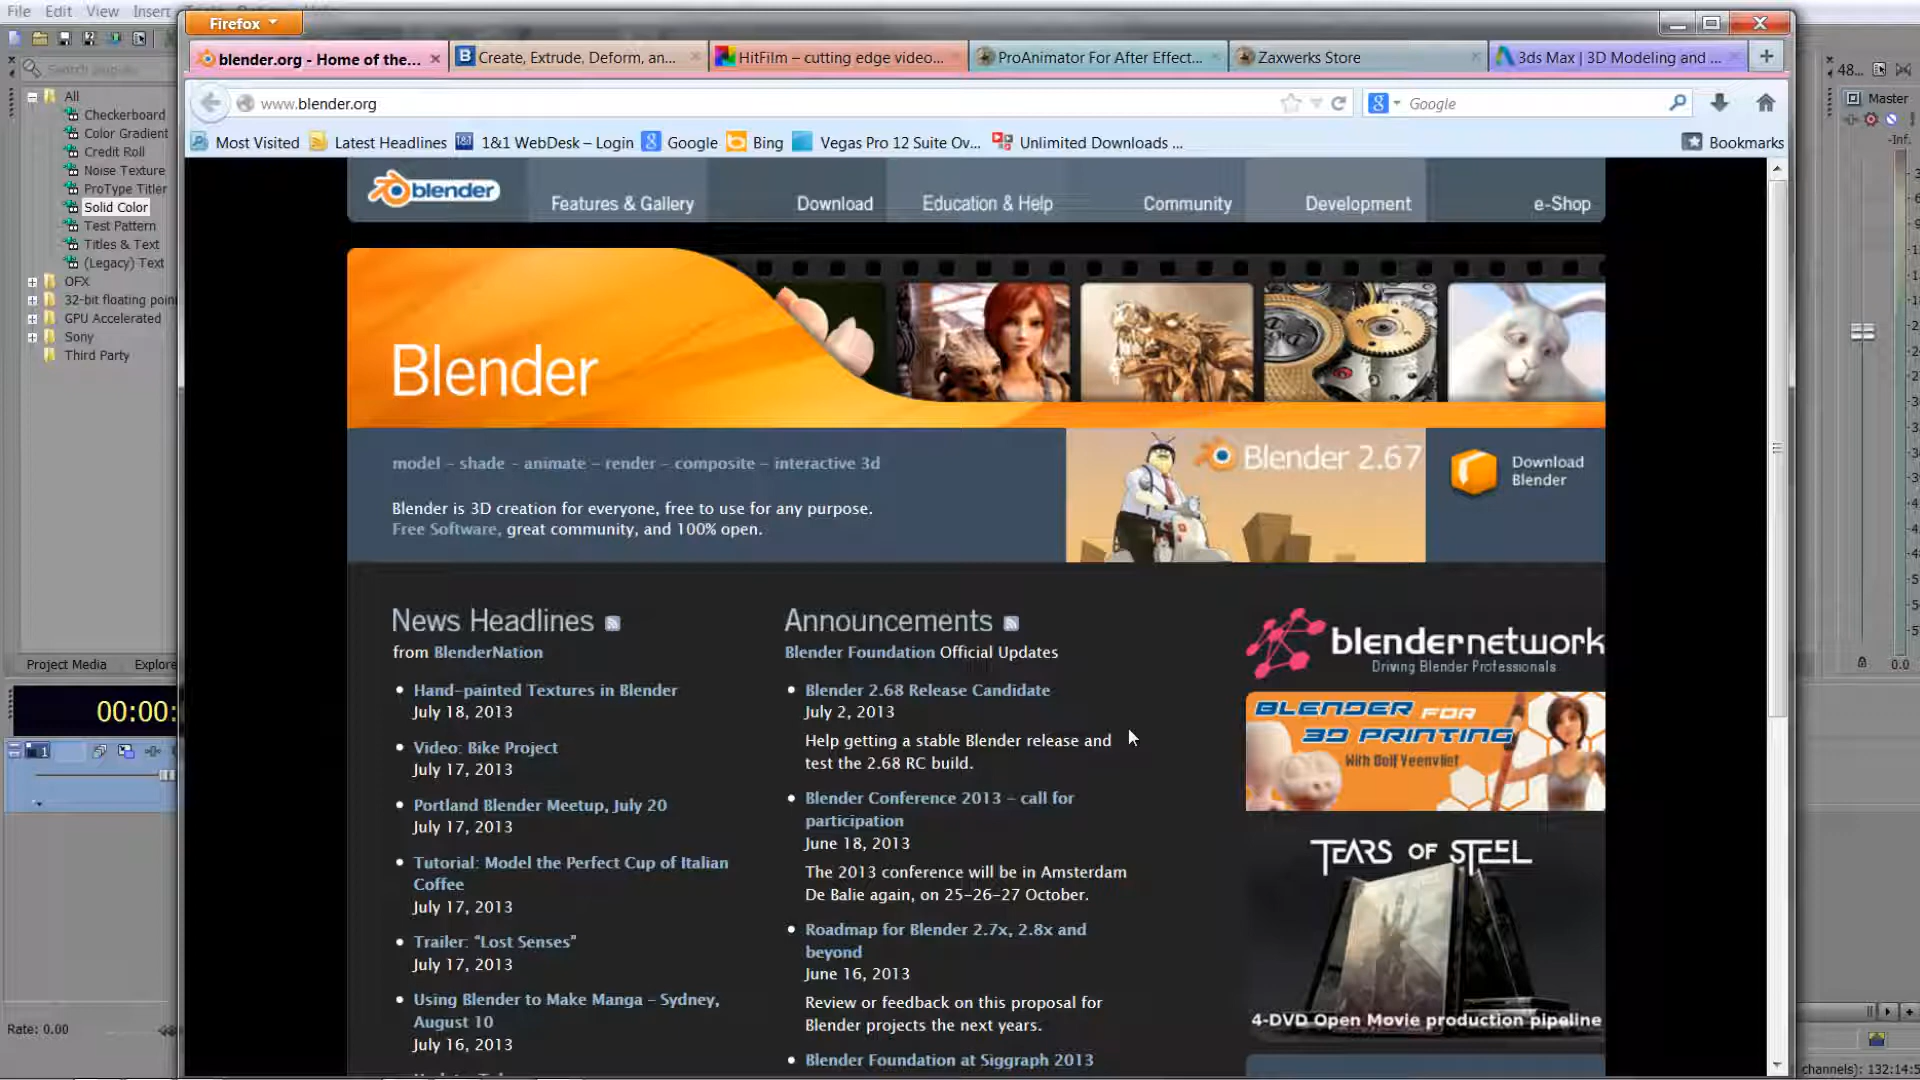 File Edit View Insert
Firefox
blender.org - Home of the...
Create, Extrude, Deform, an...
HitFilm – cutting edge video...
ProAnimator For After Effect...
Zaxwerks Store
3ds Max | 3D Modeling and ...
www.blender.org
Google
Most Visited
Latest Headlines
1&1 WebDesk – Login
Google
Bing
Vegas Pro 12 Suite Ov...
Unlimited Downloads ...
Bookmarks
All
Checkerboard
Color Gradient
Credit Roll
Noise Texture
ProType Titler
Solid Color
Test Pattern
Titles & Text
(Legacy) Text
OFX
32-bit floating poin
GPU Accelerated
Sony
Third Party
Project Media Explore
00:00:
1
Rate: 0.00
48...
Master
-Inf.
0.0
channels): 132:14:5
blender
Features & Gallery
Download
Education & Help
Community
Development
e-Shop
Blender
model – shade – animate – render – composite – interactive 3d
Blender is 3D creation for everyone, free to use for any purpose.
Free Software, great community, and 100% open.
Blender 2.67
Download
Blender
News Headlines
from BlenderNation
Hand-painted Textures in Blender
July 18, 2013
Video: Bike Project
July 17, 2013
Portland Blender Meetup, July 20
July 17, 2013
Tutorial: Model the Perfect Cup of Italian
Coffee
July 17, 2013
Trailer: "Lost Senses"
July 17, 2013
Using Blender to Make Manga – Sydney,
August 10
July 16, 2013
Announcements
Blender Foundation Official Updates
Blender 2.68 Release Candidate
July 2, 2013
Help getting a stable Blender release and
test the 2.68 RC build.
Blender Conference 2013 – call for
participation
June 18, 2013
The 2013 conference will be in Amsterdam
De Balie again, on 25-26-27 October.
Roadmap for Blender 2.7x, 2.8x and
beyond
June 16, 2013
Review or feedback on this proposal for
Blender projects the next years.
Blender Foundation at Siggraph 2013
blendernetwork
Driving Blender Professionals
BLENDER FOR
3D PRINTING
With Dolf Veenvliet
TEARS OF STEEL
4-DVD Open Movie production pipeline